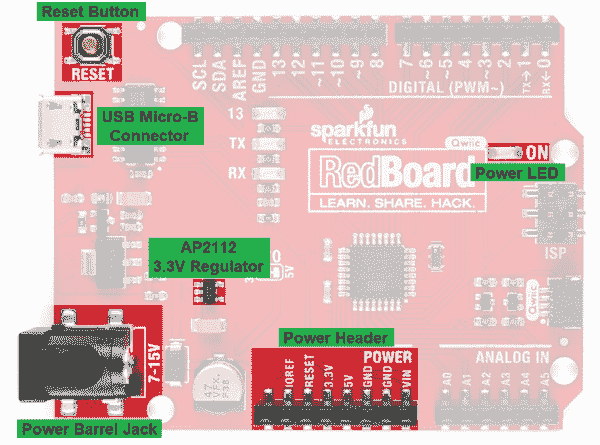 Reset Button
RESET
SCL
SDA
AREF
GND
13
12
~11
~10
~9
8
7
~6
~5
4
~3
2
TX→1
RX←0
DIGITAL (PWM~)
USB Micro-B
Connector
13
TX
RX
sparkfun
ELECTRONICS
Qwiic
RedBoard
LEARN. SHARE. HACK.
ON
Power LED
ISP
AP2112
3.3V Regulator
5V
Qwiic
7-15V
47
VFX
Power Header
POWER
IOREF
RESET
3.3V
5V
GND
GND
VIN
ANALOG IN
A0
A1
A2
A3
A4
A5
Power Barrel Jack